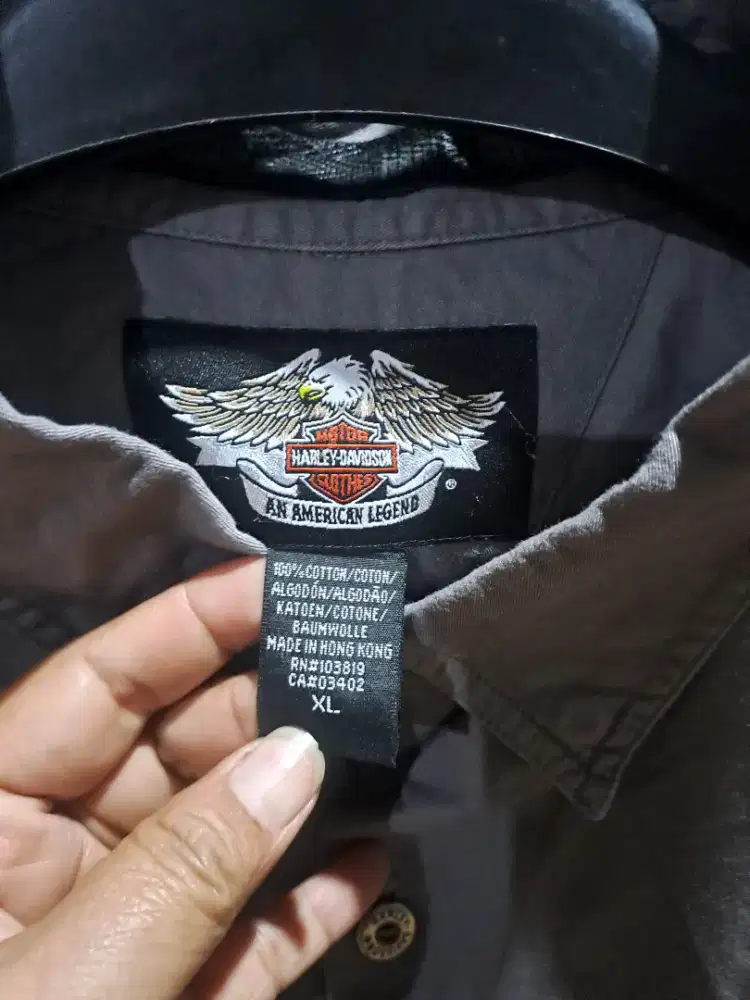 MOTOR
HARLEY-DAVIDSON
CLOTHES
®
AN AMERICAN LEGEND
100% COTTON/COTON/
ALGODÓN/ALGODÃO/
KATOEN/COTONE/
BAUMWOLLE
MADE IN HONG KONG
RN#103819
CA#03402
XL